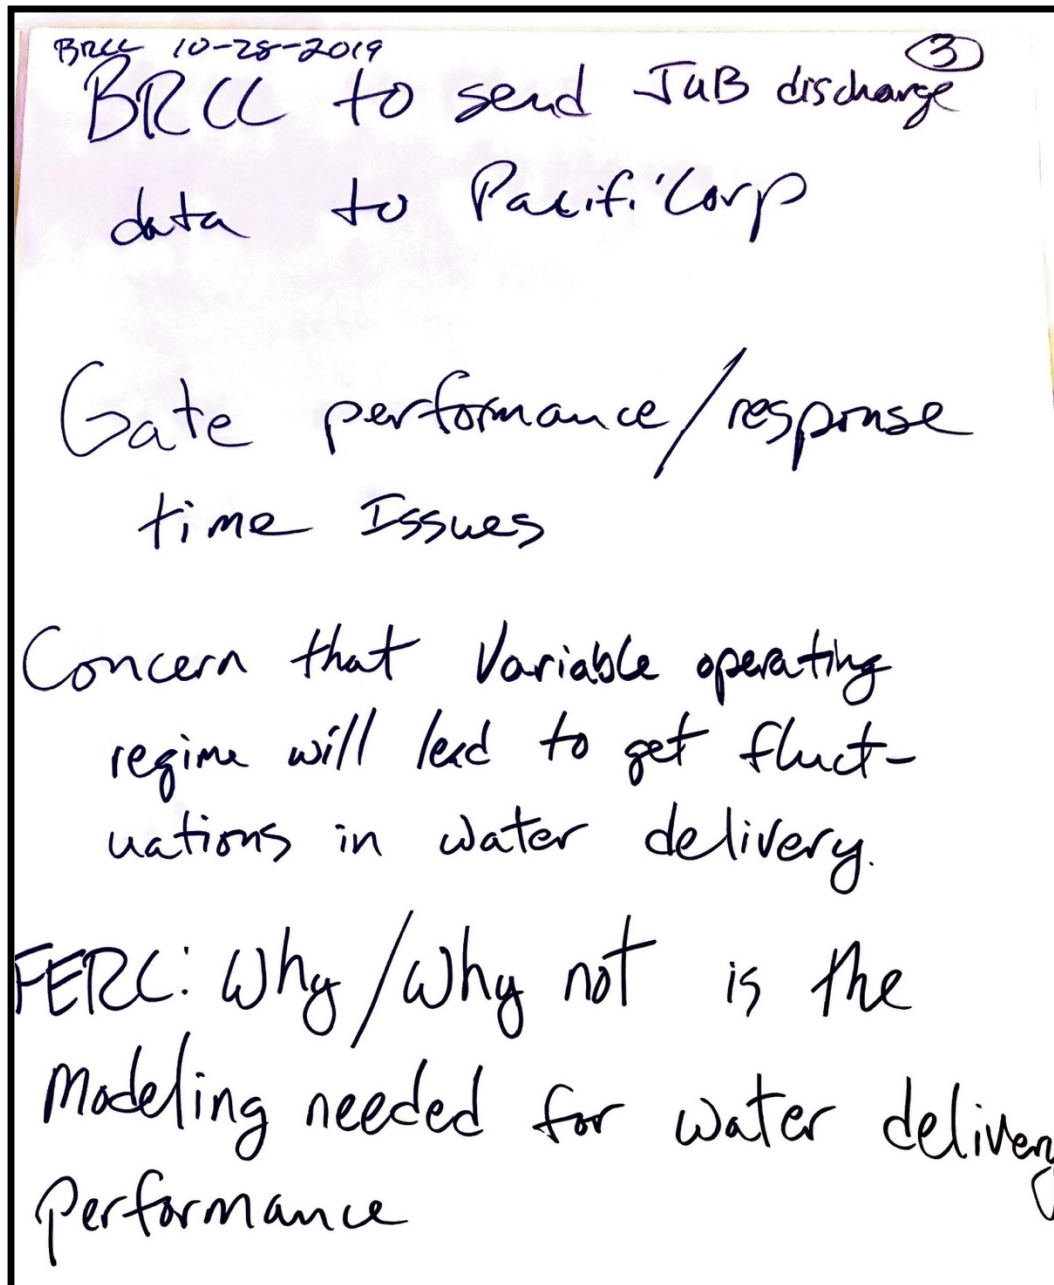 BRCC 10-28-2019 3
BRCC to send JUB discharge
data to PacifiCorp
Gate performance/response
time Issues
Concern that Variable operating
regime will lead to get fluct-
uations in water delivery.
FERC: Why/Why not is the
Modeling needed for water delivery
performance